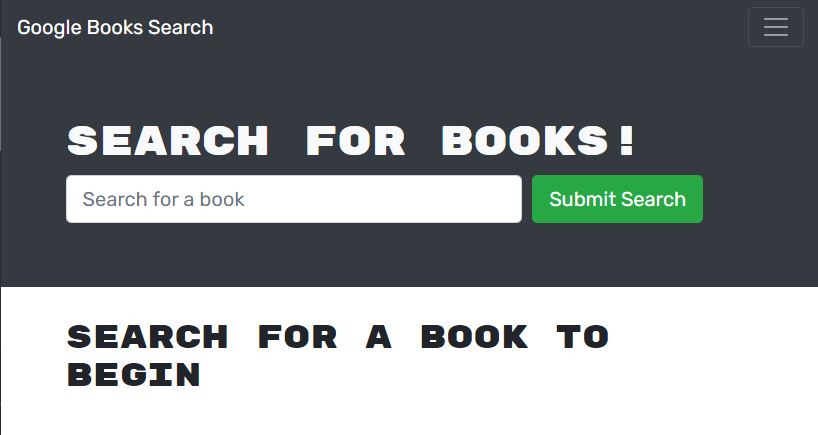 Google Books Search
SEARCH FOR BOOKS!
Search for a book
Submit Search
SEARCH FOR A BOOK TO
BEGIN